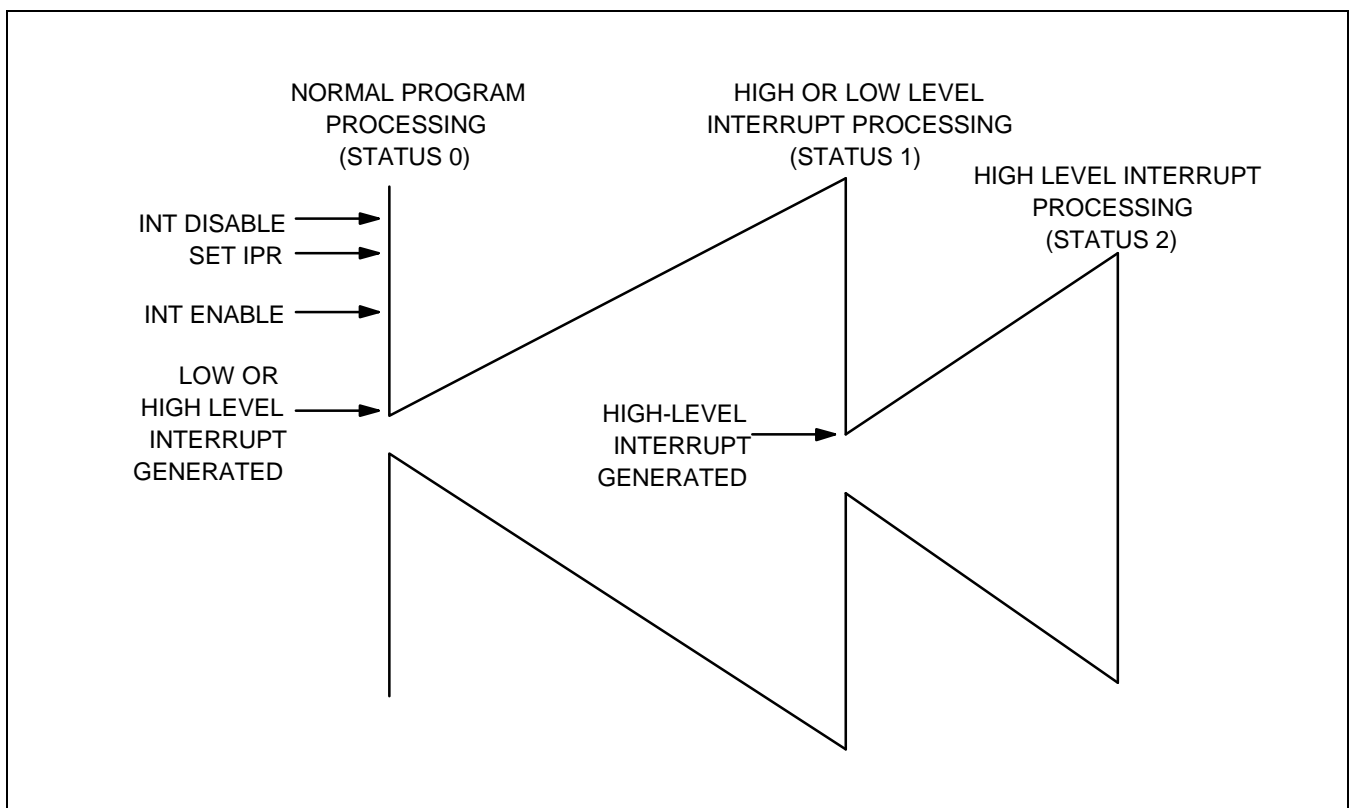 NORMAL PROGRAM
PROCESSING
(STATUS 0)
HIGH OR LOW LEVEL
INTERRUPT PROCESSING
(STATUS 1)
HIGH LEVEL INTERRUPT
PROCESSING
(STATUS 2)
INT DISABLE
SET IPR
INT ENABLE
LOW OR
HIGH LEVEL
INTERRUPT
GENERATED
HIGH-LEVEL
INTERRUPT
GENERATED